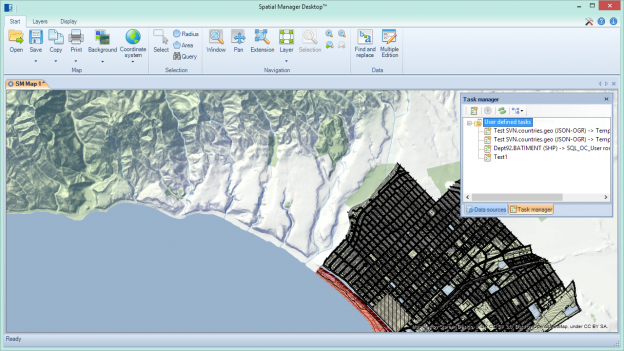 Spatial Manager Desktop™
Start Layers Display
Open Save Copy Print Background Coordinate system Select
Radius
Area
Query
Window Pan Extension Layer Selection
Find and replace Multiple Edition
Map Selection Navigation Data
SM Map 1 *
Task manager
User defined tasks
Test SVN.countries.geo (JSON-OGR) -> Temp
Test SVN.countries.geo (JSON-OGR) -> Temp
Dept92.BATIMENT (SHP) -> SQL_OC_User roa
Test1
Data sources Task manager
under CC BY SA.
Ready